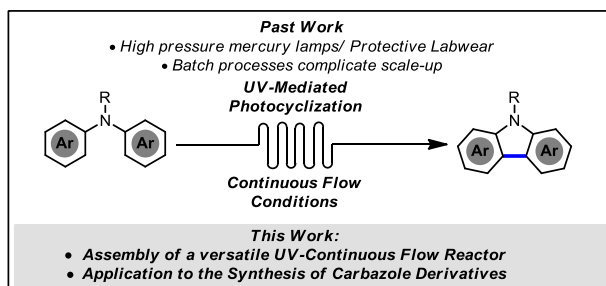 Past Work
• High pressure mercury lamps/ Protective Labwear
• Batch processes complicate scale-up
UV-Mediated
Photocyclization
R
N
Ar Ar
Continuous Flow
Conditions
R
N
Ar Ar
This Work:
• Assembly of a versatile UV-Continuous Flow Reactor
• Application to the Synthesis of Carbazole Derivatives